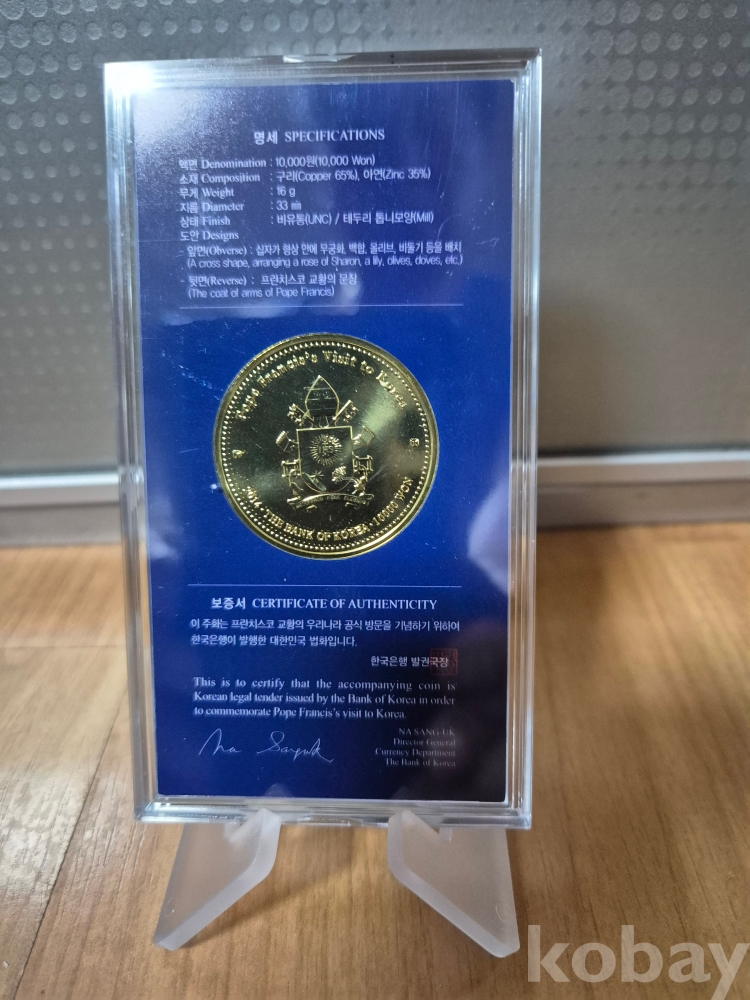 명세 SPECIFICATIONS
액면 Denomination : 10,000원(10,000 Won)
소재 Composition : 구리(Copper 65%), 아연(Zinc 35%)
무게 Weight : 16 g
지름 Diameter : 33 ㎜
상태 Finish : 비유통(UNC) / 테두리 톱니모양(Mill)
도안 Designs
- 앞면(Obverse) : 십자가 형상 안에 무궁화, 백합, 올리브, 비둘기 등을 배치
(A cross shape, arranging a rose of Sharon, a lily, olives, doves, etc.)
- 뒷면(Reverse) : 프란치스코 교황의 문장
(The coat of arms of Pope Francis)
Pope Francis's Visit to Korea
2014 · THE BANK OF KOREA · 10000 WON
보증서 CERTIFICATE OF AUTHENTICITY
이 주화는 프란치스코 교황의 우리나라 공식 방문을 기념하기 위하여
한국은행이 발행한 대한민국 법화입니다.
한국은행 발권국장
This is to certify that the accompanying coin is
Korean legal tender issued by the Bank of Korea in order
to commemorate Pope Francis's visit to Korea.
Na Sanguk
NA SANG-UK
Director General
Currency Department
The Bank of Korea
kobay